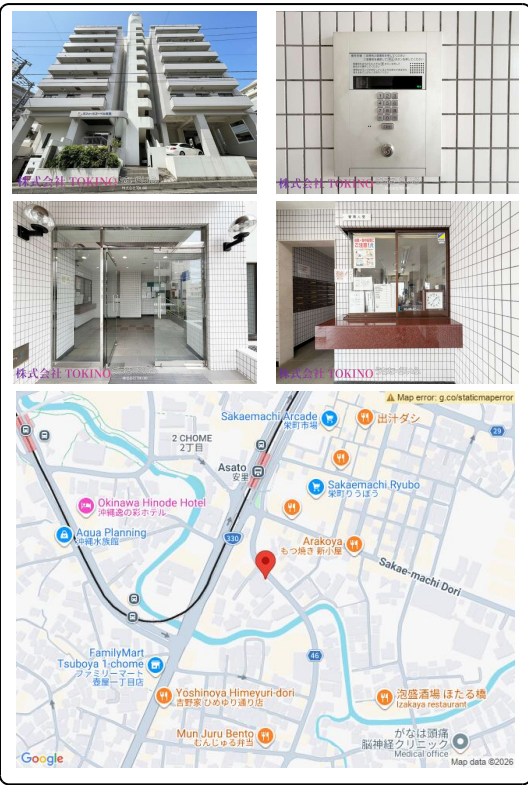 株式会社 TOKINO
株式会社 TOKINO
株式会社 TOKINO
株式会社 TOKINO
Map error: g.co/staticmaperror
Sakaemachi Arcade
栄町市場
出汁ダシ
29
2 CHOME
2丁目
Asato
安里
Sakaemachi Ryubo
栄町りうぼう
Okinawa Hinode Hotel
沖縄逸の彩ホテル
Aqua Planning
沖縄水族館
330
Arakoya
もつ焼き 新小屋
Sakae-machi Dori
FamilyMart
Tsuboya 1-chome
ファミリーマート
壺屋一丁目店
46
Yoshinoya Himeyuri-dori
吉野家 ひめゆり通り店
泡盛酒場 ほたる橋
Izakaya restaurant
Mun Juru Bento
むんじゅる弁当
がなは頭痛
脳神経クリニック
Medical office
Google
Map data ©2026